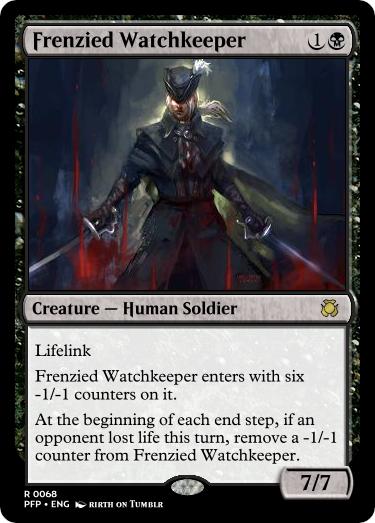 Frenzied Watchkeeper 1
Creature — Human Soldier
Lifelink
Frenzied Watchkeeper enters with six
-1/-1 counters on it.
At the beginning of each end step, if an
opponent lost life this turn, remove a -1/-1
counter from Frenzied Watchkeeper.
7/7
R 0068
PFP • ENG RIRTH ON TUMBLR